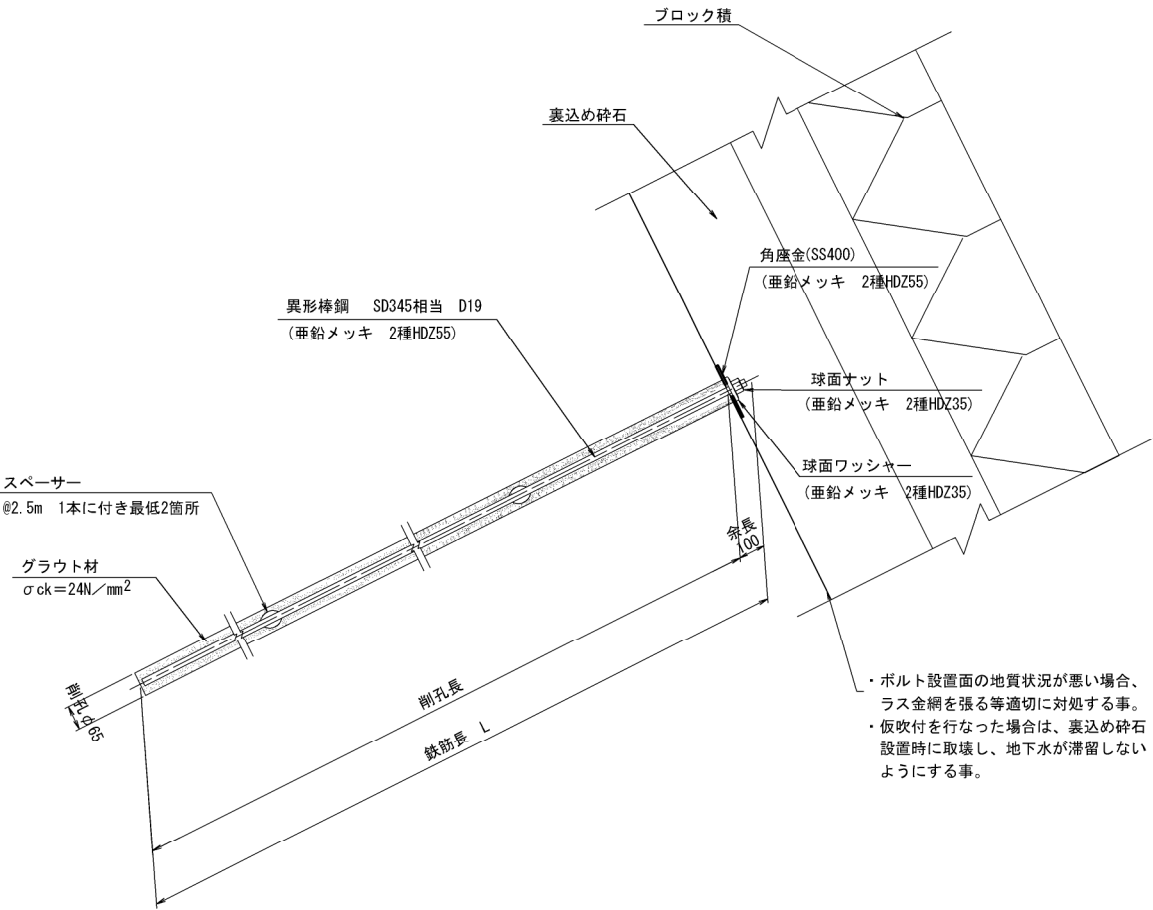 ブロック積
裏込め砕石
角座金(SS400)
(亜鉛メッキ 2種HDZ55)
異形棒鋼 SD345相当 D19
(亜鉛メッキ 2種HDZ55)
球面ナット
(亜鉛メッキ 2種HDZ35)
球面ワッシャー
(亜鉛メッキ 2種HDZ35)
スペーサー
@2.5m 1本に付き最低2箇所
グラウト材
σck=24N/mm2
余長
100
削孔φ65
削孔長
鉄筋長 L
・ボルト設置面の地質状況が悪い場合、
ラス金網を張る等適切に対処する事。
・仮吹付を行なった場合は、裏込め砕石
設置時に取壊し、地下水が滞留しない
ようにする事。